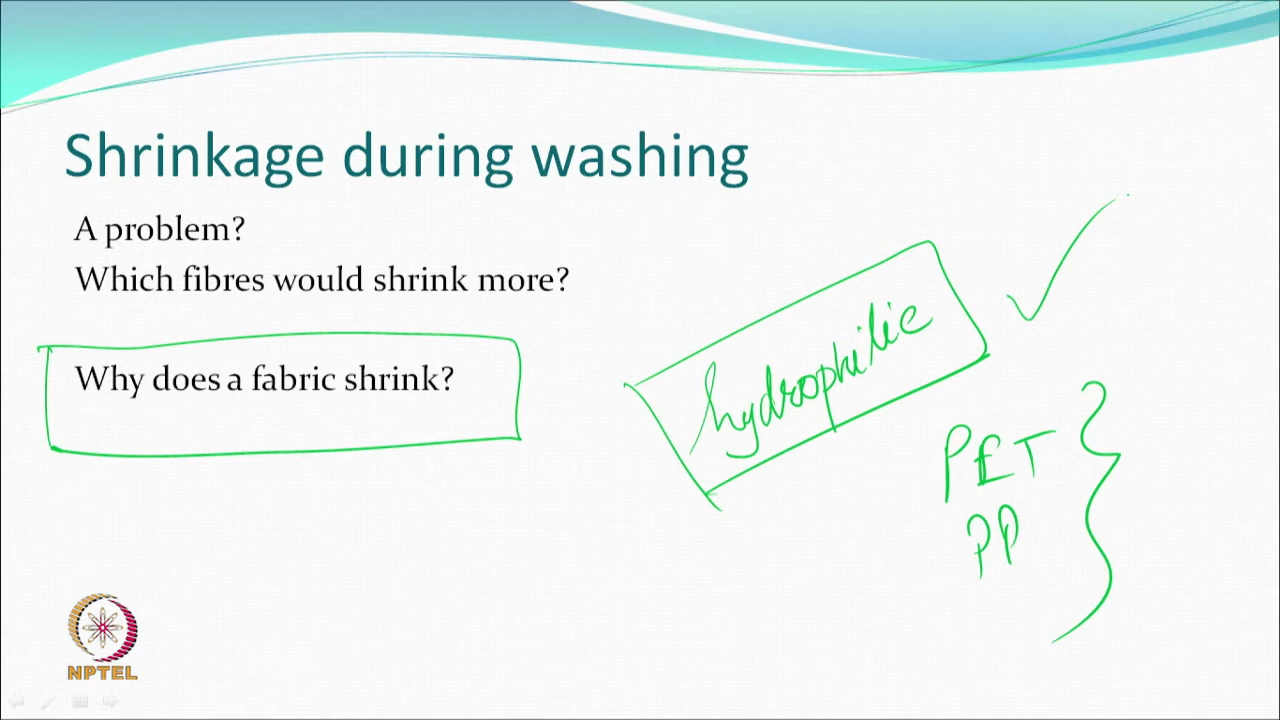 Shrinkage during washing
A problem?
Which fibres would shrink more?
Why does a fabric shrink?
hydrophilic
PET
PP
NPTEL